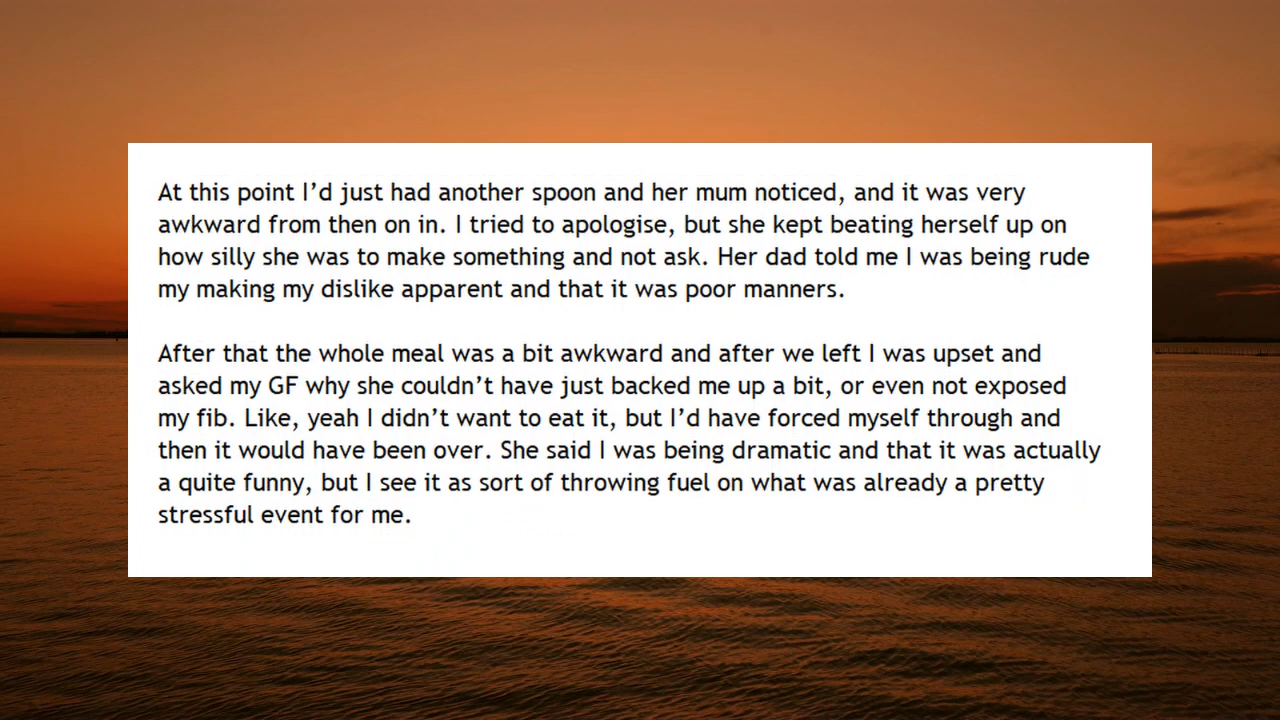 At this point I’d just had another spoon and her mum noticed, and it was very
awkward from then on in. I tried to apologise, but she kept beating herself up on
how silly she was to make something and not ask. Her dad told me I was being rude
my making my dislike apparent and that it was poor manners.
After that the whole meal was a bit awkward and after we left I was upset and
asked my GF why she couldn’t have just backed me up a bit, or even not exposed
my fib. Like, yeah I didn’t want to eat it, but I’d have forced myself through and
then it would have been over. She said I was being dramatic and that it was actually
a quite funny, but I see it as sort of throwing fuel on what was already a pretty
stressful event for me.